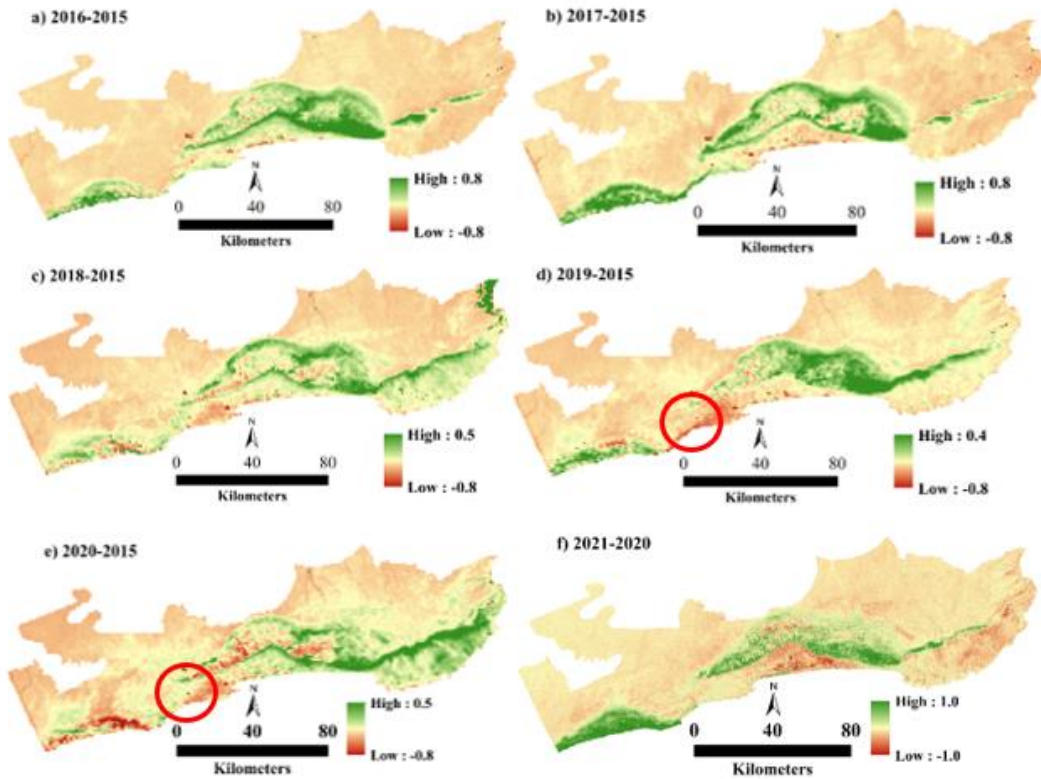 a) 2016-2015
b) 2017-2015
N
High : 0.8
Low : -0.8
0 40 80
Kilometers
N
High : 0.8
Low : -0.8
0 40 80
Kilometers
c) 2018-2015
d) 2019-2015
N
High : 0.5
Low : -0.8
0 40 80
Kilometers
N
High : 0.4
Low : -0.8
0 40 80
Kilometers
e) 2020-2015
f) 2021-2020
N
High : 0.5
Low : -0.8
0 40 80
Kilometers
N
High : 1.0
Low : -1.0
0 40 80
Kilometers